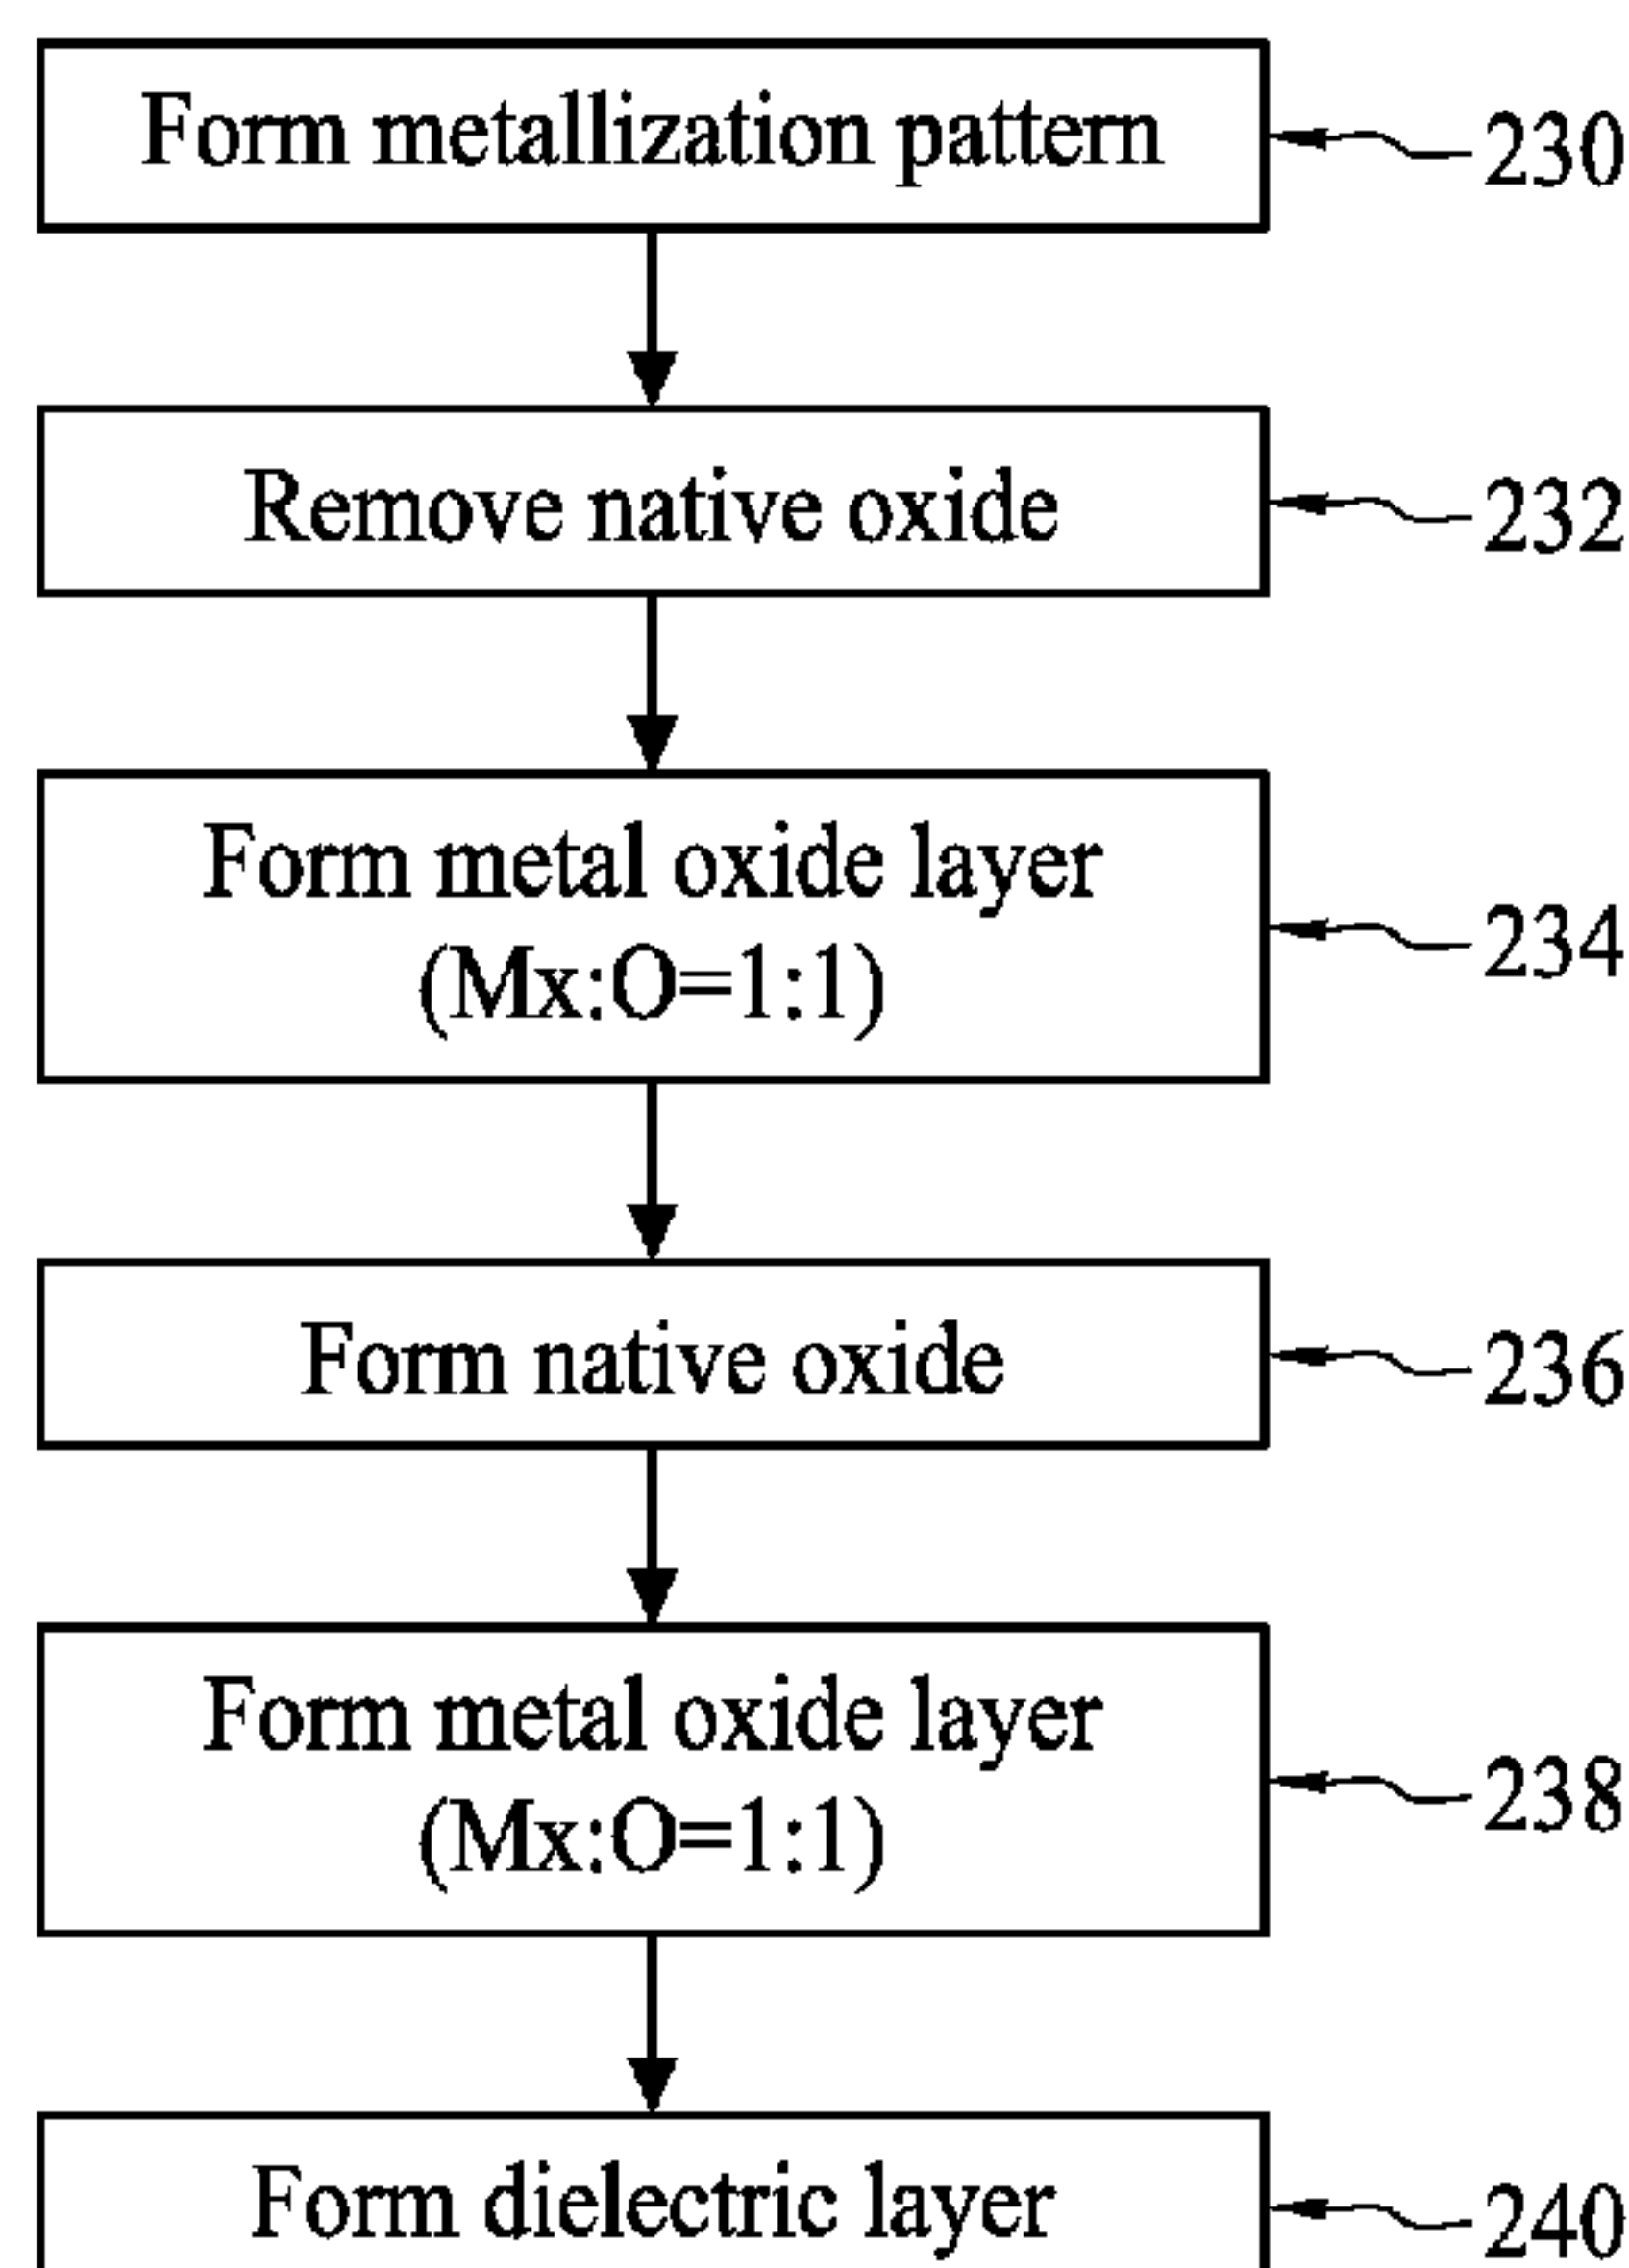 Form metallization pattern
230
Remove native oxide
232
Form metal oxide layer
(Mx:O=1:1)
234
Form native oxide
236
Form metal oxide layer
(Mx:O=1:1)
238
Form dielectric layer
240